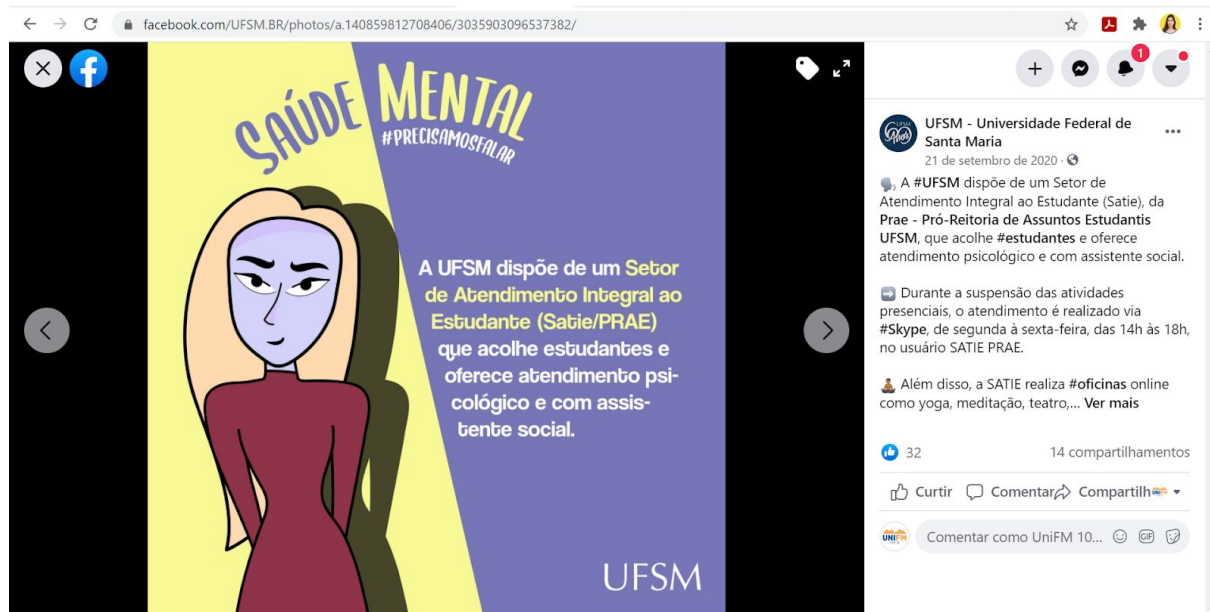 facebook.com/UFSM.BR/photos/a.140859812708406/3035903096537382/
SAÚDE MENTAL
#PRECISAMOSFALAR
A UFSM dispõe de um Setor
de Atendimento Integral ao
Estudante (Satie/PRAE)
que acolhe estudantes e
oferece atendimento psi-
cológico e com assis-
tente social.
UFSM
1
UFSM - Universidade Federal de
Santa Maria
21 de setembro de 2020 ·
A #UFSM dispõe de um Setor de
Atendimento Integral ao Estudante (Satie), da
Prae - Pró-Reitoria de Assuntos Estudantis
UFSM, que acolhe #estudantes e oferece
atendimento psicológico e com assistente social.
Durante a suspensão das atividades
presenciais, o atendimento é realizado via
#Skype, de segunda à sexta-feira, das 14h às 18h,
no usuário SATIE PRAE.
Além disso, a SATIE realiza #oficinas online
como yoga, meditação, teatro,... Ver mais
32 14 compartilhamentos
Curtir Comentar Compartilh
UNIFM Comentar como UniFM 10... GIF